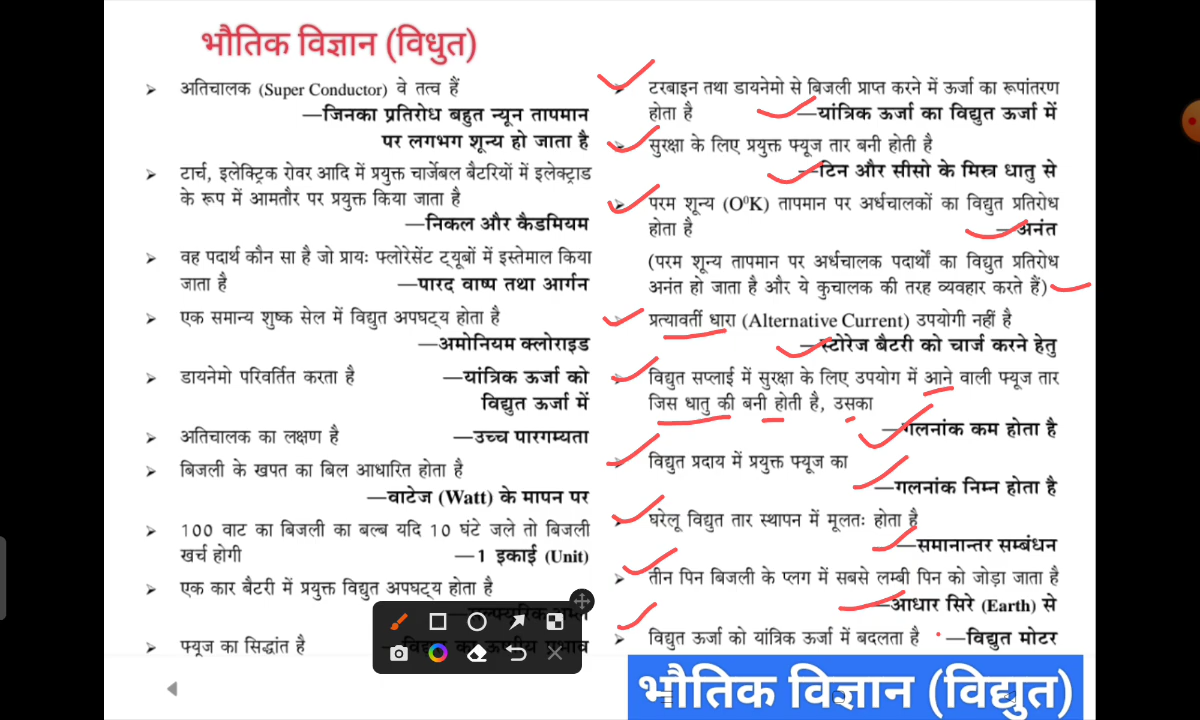 भौतिक विज्ञान (विधुत)
अतिचालक (Super Conductor) वे तत्व हैं
—जिनका प्रतिरोध बहुत न्यून तापमान
पर लगभग शून्य हो जाता है
टार्च, इलेक्ट्रिक रोवर आदि में प्रयुक्त चार्जेबल बैटरियों में इलेक्ट्राड
के रूप में आमतौर पर प्रयुक्त किया जाता है
—निकल और कैडमियम
वह पदार्थ कौन सा है जो प्रायः फ्लोरेसेंट ट्यूबों में इस्तेमाल किया
जाता है —पारद वाष्प तथा आर्गन
एक समान्य शुष्क सेल में विद्युत अपघट्य होता है
—अमोनियम क्लोराइड
डायनेमो परिवर्तित करता है —यांत्रिक ऊर्जा को
विद्युत ऊर्जा में
अतिचालक का लक्षण है —उच्च पारगम्यता
बिजली के खपत का बिल आधारित होता है
—वाटेज (Watt) के मापन पर
100 वाट का बिजली का बल्ब यदि 10 घंटे जले तो बिजली
खर्च होगी —1 इकाई (Unit)
एक कार बैटरी में प्रयुक्त विद्युत अपघट्य होता है
फ्यूज का सिद्धांत है
टरबाइन तथा डायनेमो से बिजली प्राप्त करने में ऊर्जा का रूपांतरण
होता है —यांत्रिक ऊर्जा का विद्युत ऊर्जा में
सुरक्षा के लिए प्रयुक्त फ्यूज तार बनी होती है
—टिन और सीसो के मिस्त्र धातु से
परम शून्य (O⁰K) तापमान पर अर्धचालकों का विद्युत प्रतिरोध
होता है —अनंत
(परम शून्य तापमान पर अर्धचालक पदार्थों का विद्युत प्रतिरोध
अनंत हो जाता है और ये कुचालक की तरह व्यवहार करते हैं)
प्रत्यावर्ती धारा (Alternative Current) उपयोगी नहीं है
—स्टोरेज बैटरी को चार्ज करने हेतु
विद्युत सप्लाई में सुरक्षा के लिए उपयोग में आने वाली फ्यूज तार
जिस धातु की बनी होती है, उसका
—गलनांक कम होता है
विद्युत प्रदाय में प्रयुक्त फ्यूज का
—गलनांक निम्न होता है
घरेलू विद्युत तार स्थापन में मूलतः होता है
—समानान्तर सम्बंधन
तीन पिन बिजली के प्लग में सबसे लम्बी पिन को जोड़ा जाता है
—आधार सिरे (Earth) से
विद्युत ऊर्जा को यांत्रिक ऊर्जा में बदलता है —विद्युत मोटर
भौतिक विज्ञान (विद्युत)